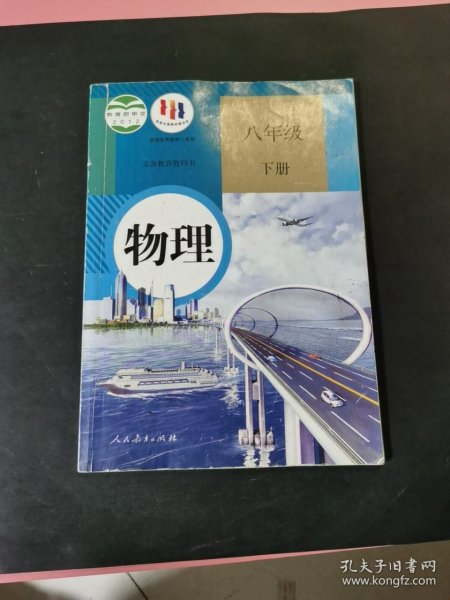 教育部审定
2012
八年级
下册
义务教育教科书
物理
人民教育出版社
孔夫子旧书网
www.kongfz.com